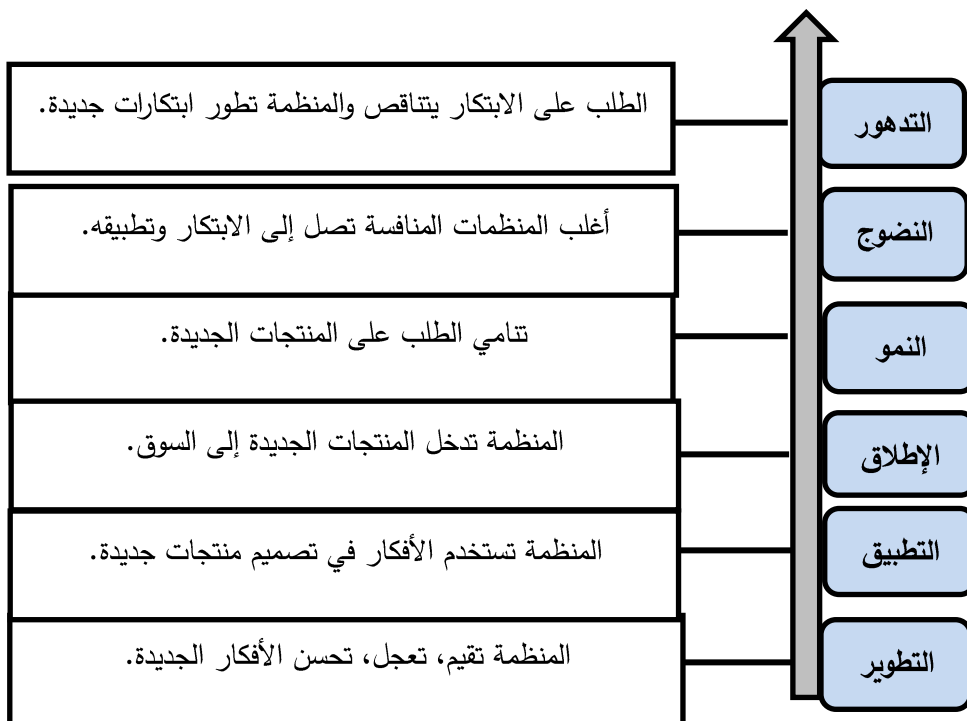 التدهور
الطلب على الابتكار يتناقص والمنظمة تطور ابتكارات جديدة.
النضوج
أغلب المنظمات المنافسة تصل إلى الابتكار وتطبيقه.
النمو
تنامي الطلب على المنتجات الجديدة.
الإطلاق
المنظمة تدخل المنتجات الجديدة إلى السوق.
التطبيق
المنظمة تستخدم الأفكار في تصميم منتجات جديدة.
التطوير
المنظمة تقيم، تعجل، تحسن الأفكار الجديدة.